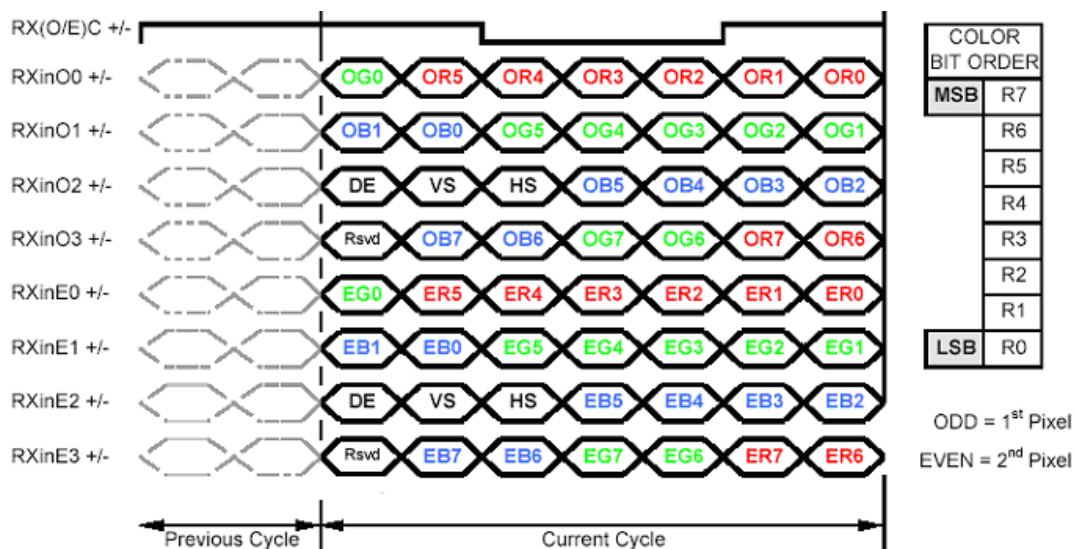 RX(O/E)C +/-
RXinO0 +/- OG0 OR5 OR4 OR3 OR2 OR1 OR0
RXinO1 +/- OB1 OB0 OG5 OG4 OG3 OG2 OG1
RXinO2 +/- DE VS HS OB5 OB4 OB3 OB2
RXinO3 +/- Rsvd OB7 OB6 OG7 OG6 OR7 OR6
RXinE0 +/- EG0 ER5 ER4 ER3 ER2 ER1 ER0
RXinE1 +/- EB1 EB0 EG5 EG4 EG3 EG2 EG1
RXinE2 +/- DE VS HS EB5 EB4 EB3 EB2
RXinE3 +/- Rsvd EB7 EB6 EG7 EG6 ER7 ER6
Previous Cycle Current Cycle
COLOR
BIT ORDER
MSB R7
R6
R5
R4
R3
R2
R1
LSB R0
ODD = 1st Pixel
EVEN = 2nd Pixel